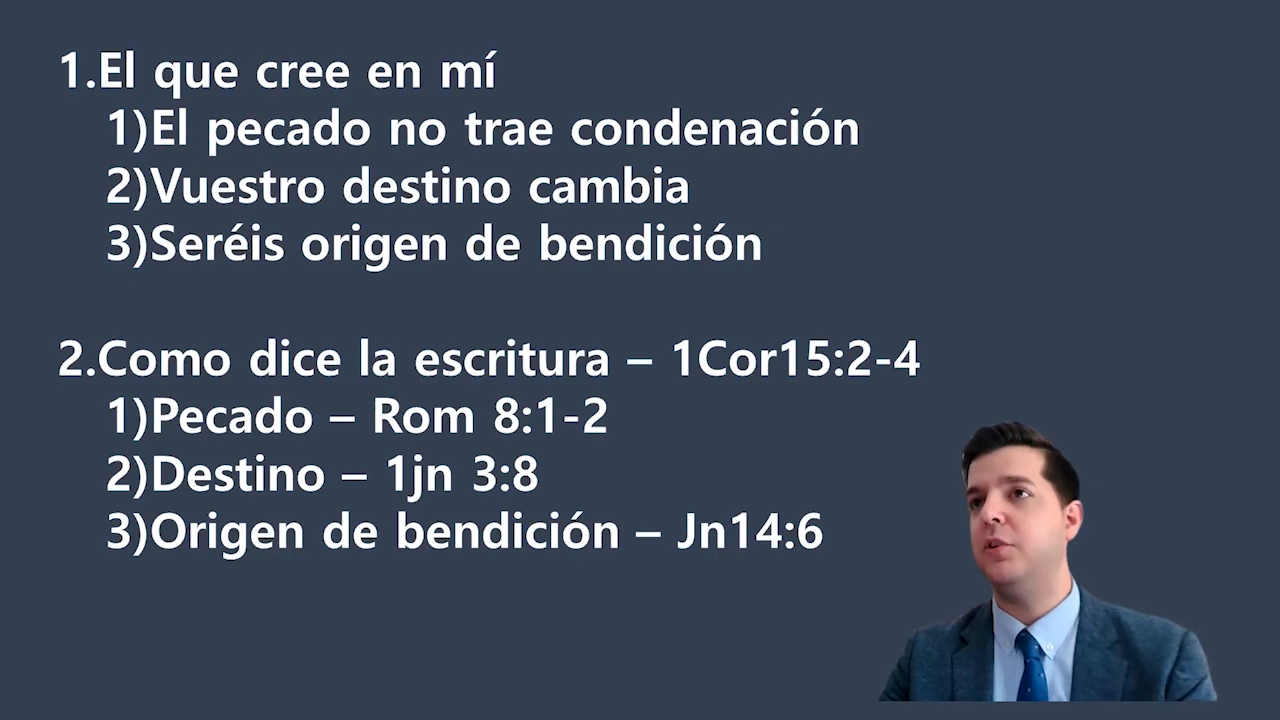 1.El que cree en mí
1)El pecado no trae condenación
2)Vuestro destino cambia
3)Seréis origen de bendición
2.Como dice la escritura – 1Cor15:2-4
1)Pecado – Rom 8:1-2
2)Destino – 1jn 3:8
3)Origen de bendición – Jn14:6